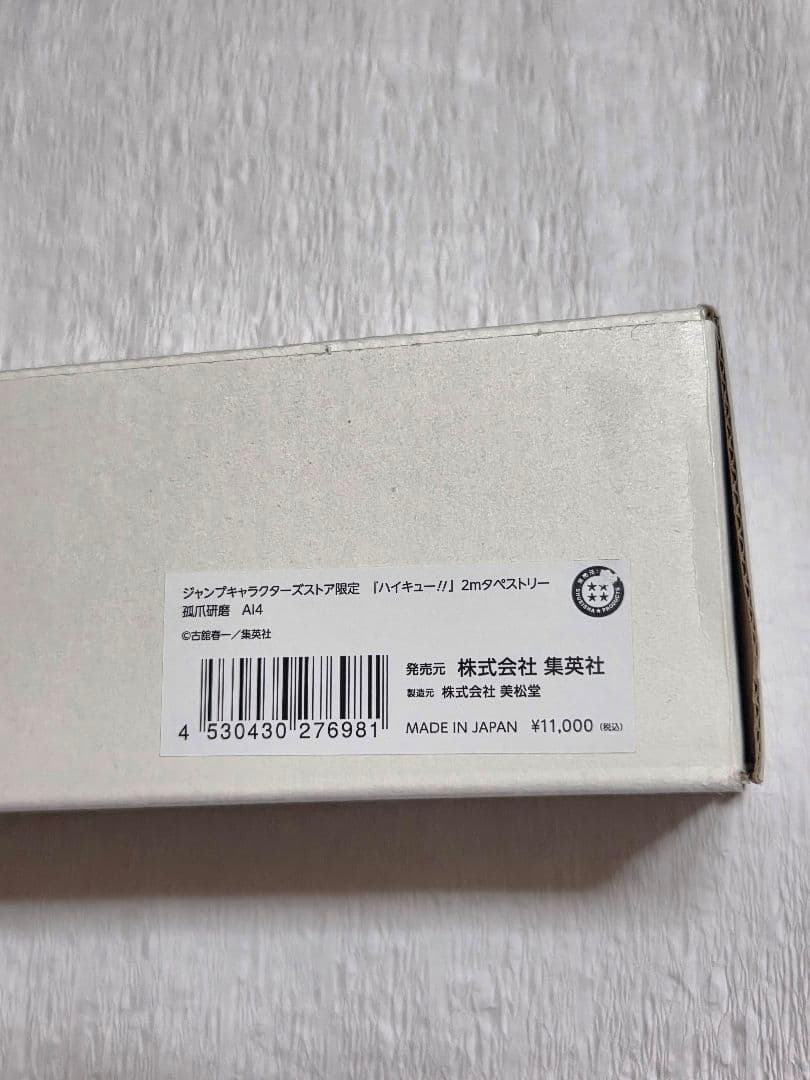 ジャンプキャラクターズストア限定 『ハイキュー!!』 2mタペストリー
孤爪研磨 AI4
©古舘春一／集英社
発売元 株式会社 集英社
製造元 株式会社 美松堂
4 530430 276981
MADE IN JAPAN ¥11,000 (税込)
SHUEISHA PRODUCTS